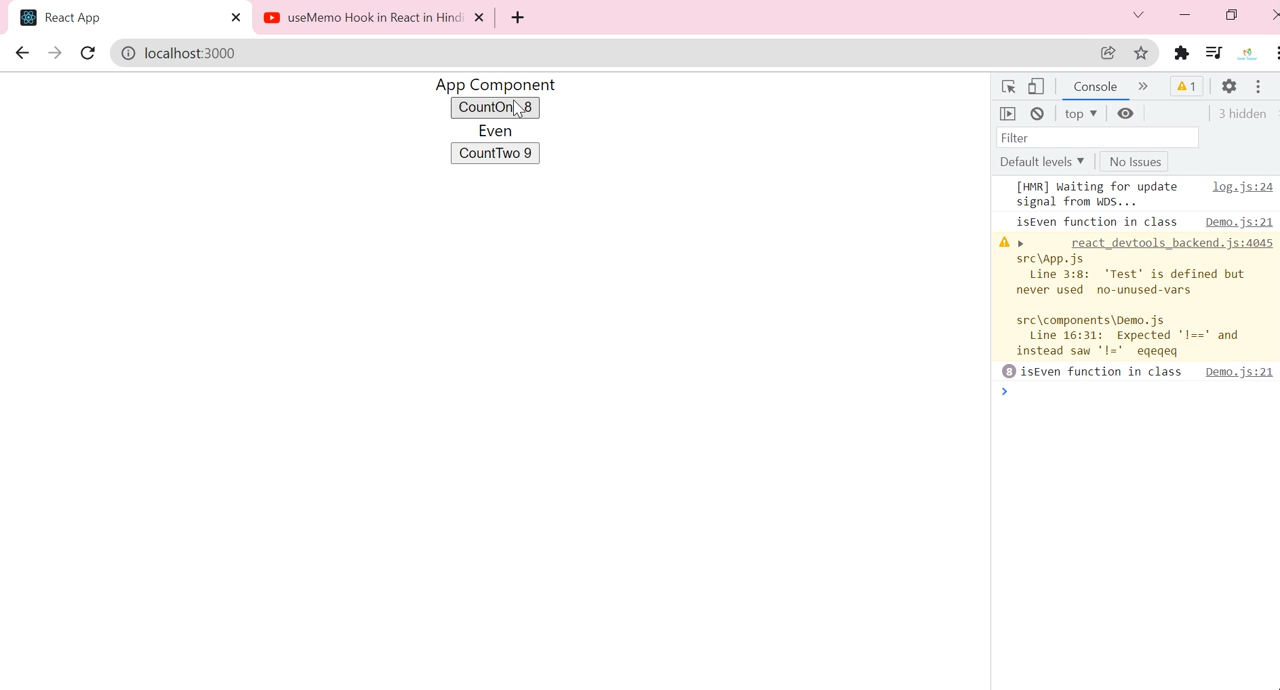 React App
useMemo Hook in React in Hindi
localhost:3000
App Component
CountOn 8
Even
CountTwo 9
Console
1
top
3 hidden
Filter
Default levels
No Issues
[HMR] Waiting for update log.js:24
signal from WDS...
isEven function in class Demo.js:21
react_devtools_backend.js:4045
src\App.js
Line 3:8: 'Test' is defined but
never used no-unused-vars
src\components\Demo.js
Line 16:31: Expected '!==' and
instead saw '!=' eqeqeq
8 isEven function in class Demo.js:21